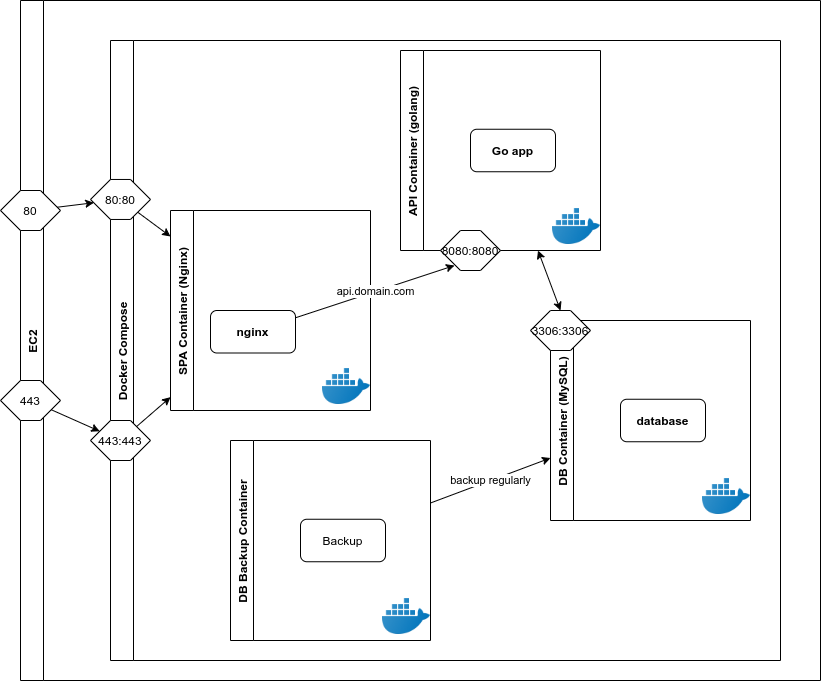 EC2
80
443
Docker Compose
80:80
443:443
SPA Container (Nginx)
nginx
api.domain.com
API Container (golang)
Go app
8080:8080
3306:3306
DB Container (MySQL)
database
DB Backup Container
Backup
backup regularly